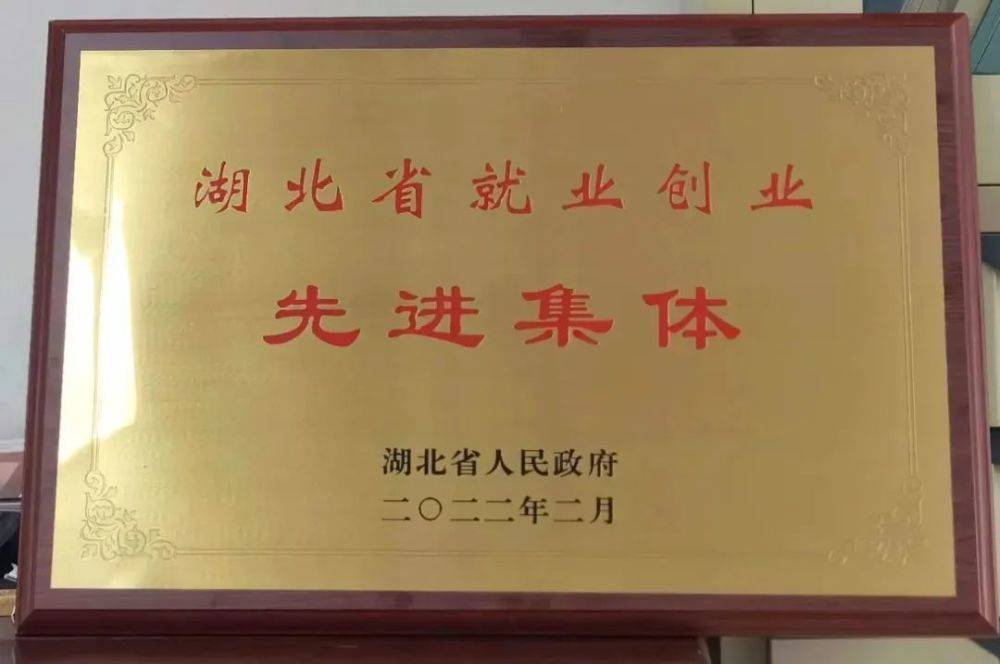 湖北省就业创业
先进集体
湖北省人民政府
二〇二二年二月